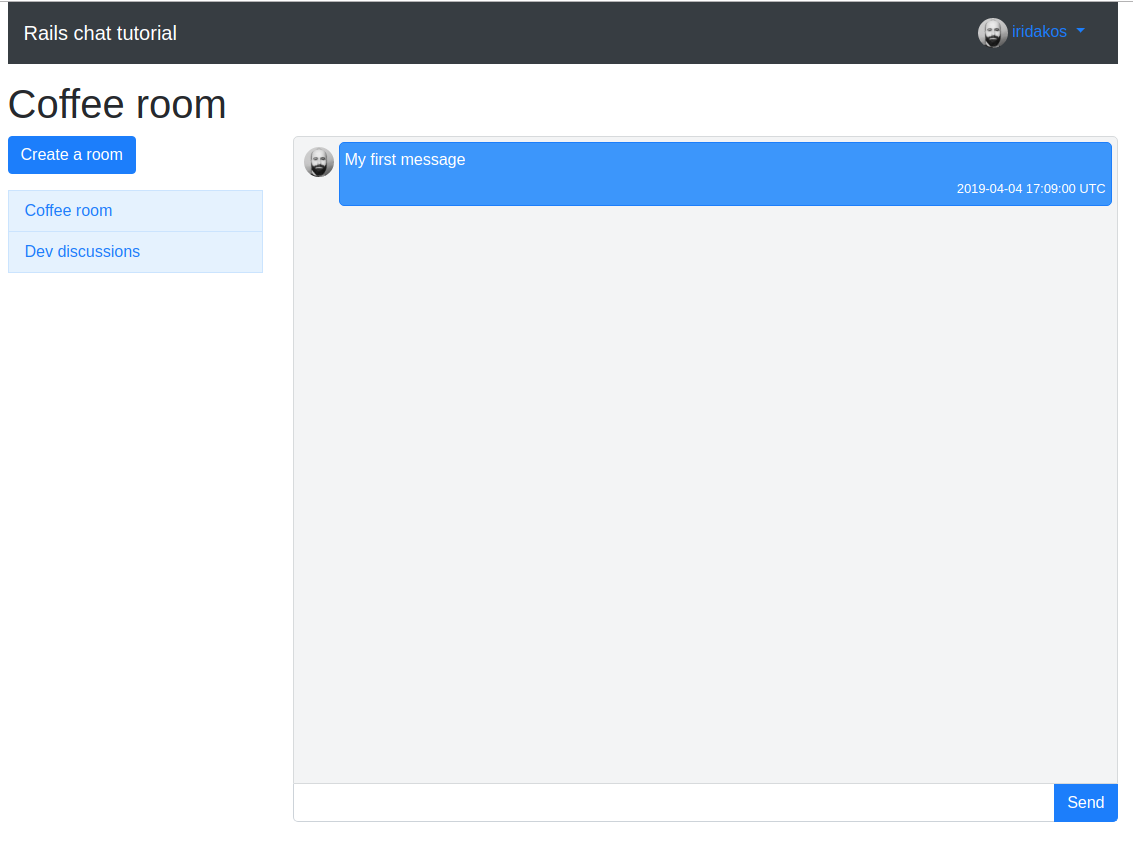 Rails chat tutorial
iridakos
Coffee room
Create a room
Coffee room
Dev discussions
My first message
2019-04-04 17:09:00 UTC
Send